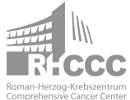 RHCCC
Roman-Herzog-Krebszentrum
Comprehensive Cancer Center